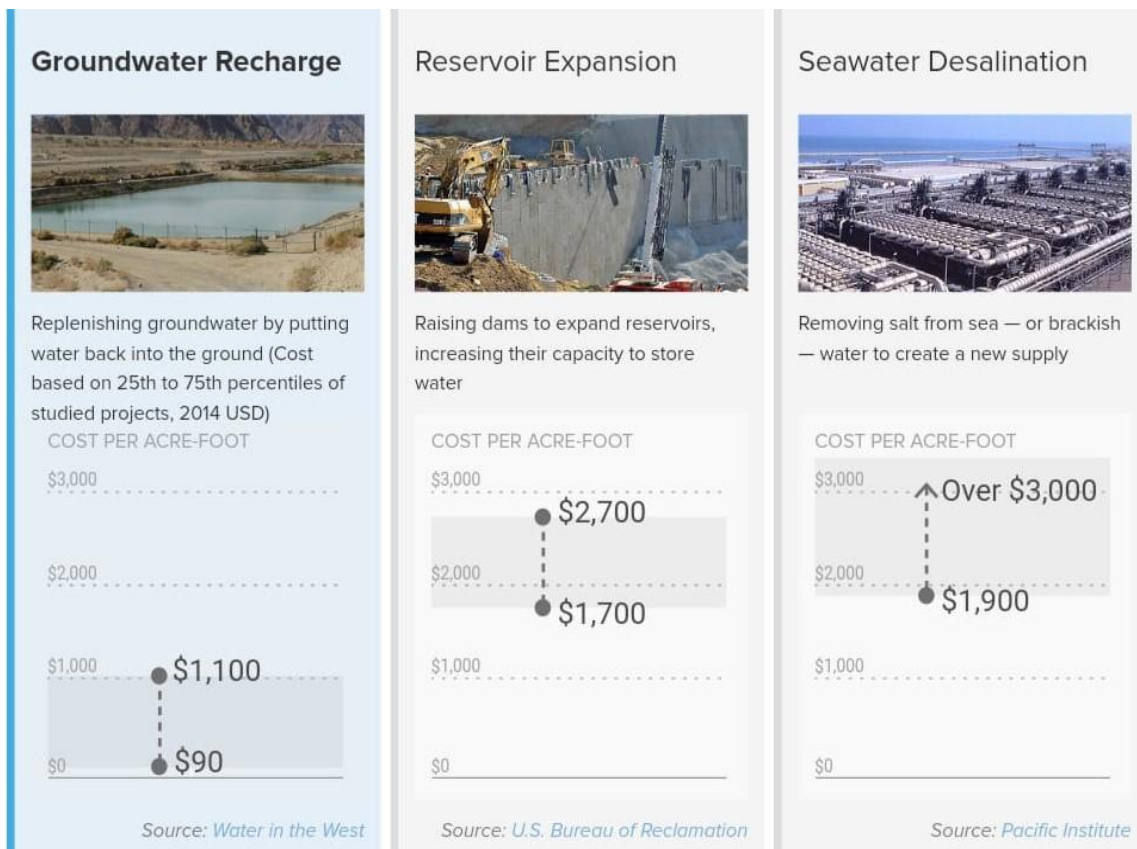 Groundwater Recharge
Replenishing groundwater by putting
water back into the ground (Cost
based on 25th to 75th percentiles of
studied projects, 2014 USD)
COST PER ACRE-FOOT
$3,000
$2,000
$1,000
$1,100
$0
$90
Source: Water in the West
Reservoir Expansion
Raising dams to expand reservoirs,
increasing their capacity to store
water
COST PER ACRE-FOOT
$3,000
$2,700
$2,000
$1,700
$1,000
$0
Source: U.S. Bureau of Reclamation
Seawater Desalination
Removing salt from sea — or brackish
— water to create a new supply
COST PER ACRE-FOOT
$3,000
Over $3,000
$2,000
$1,900
$1,000
$0
Source: Pacific Institute